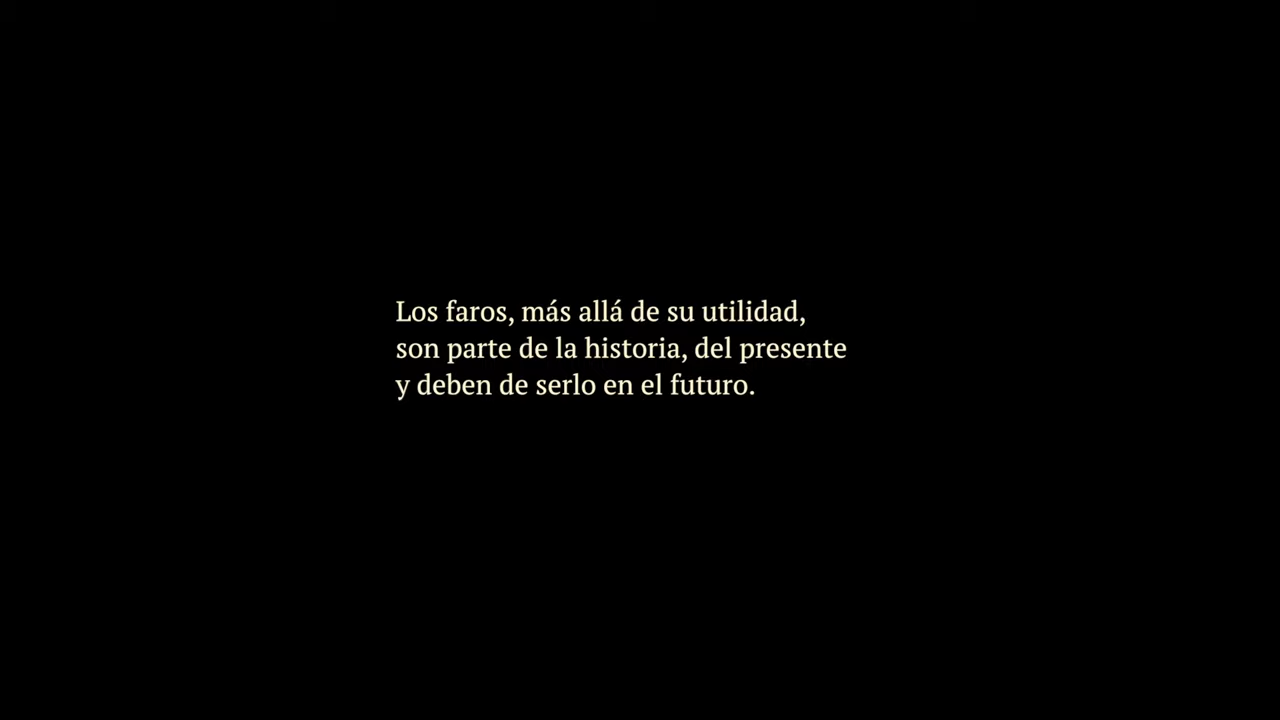 Los faros, más allá de su utilidad,
son parte de la historia, del presente
y deben de serlo en el futuro.